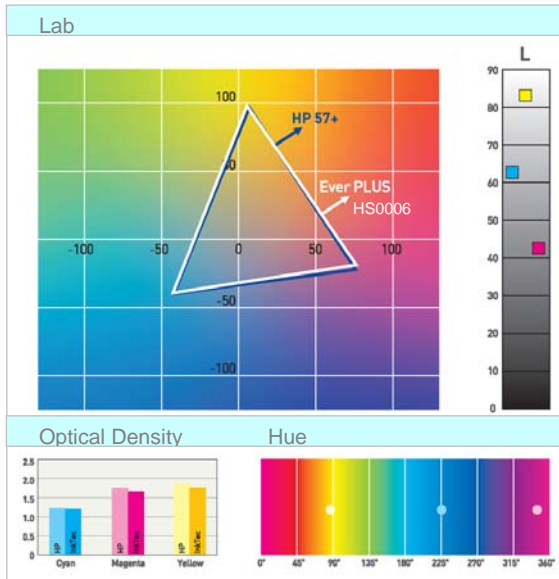 Lab
L
90
80
70
60
50
40
30
20
10
0
100
HP 57+
50
Ever PLUS
HS0006
-100 -50 0 50 100
-50
-100
Optical Density Hue
2.5
2.0
1.5
1.0
0.5
0
HP InkTec HP InkTec HP InkTec
Cyan Magenta Yellow
0° 45° 90° 135° 180° 225° 270° 315° 360°